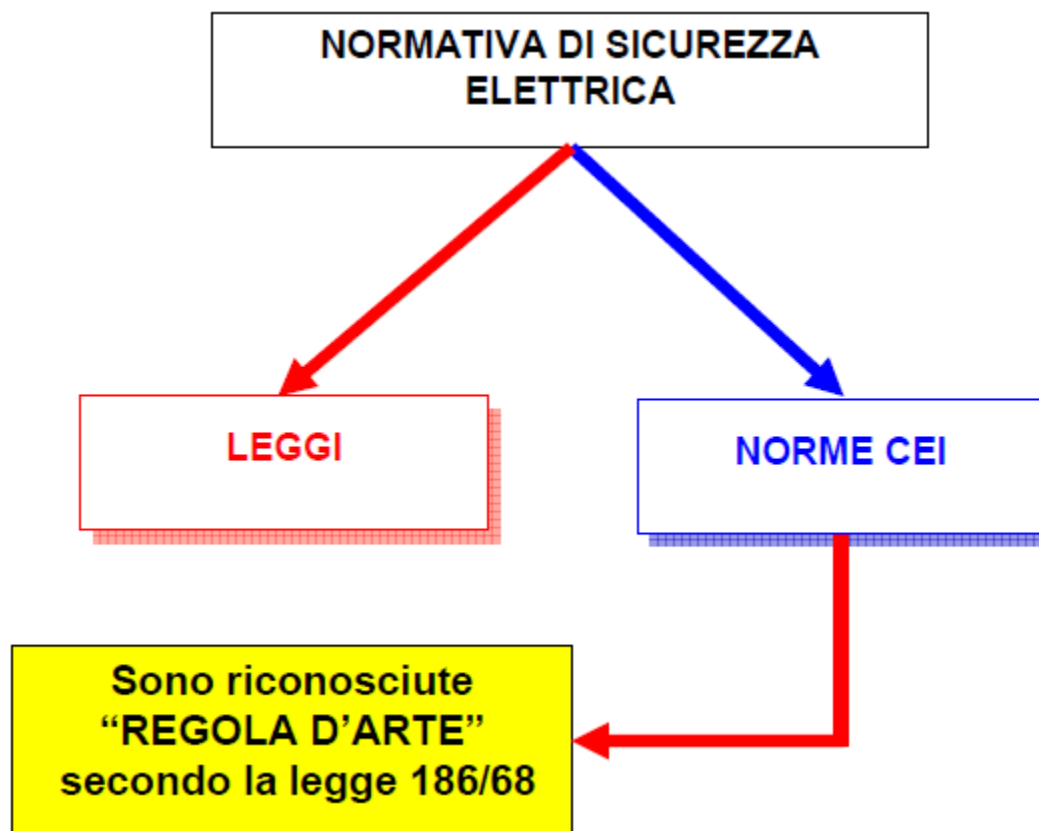 NORMATIVA DI SICUREZZA
ELETTRICA
LEGGI
NORME CEI
Sono riconosciute
“REGOLA D’ARTE”
secondo la legge 186/68